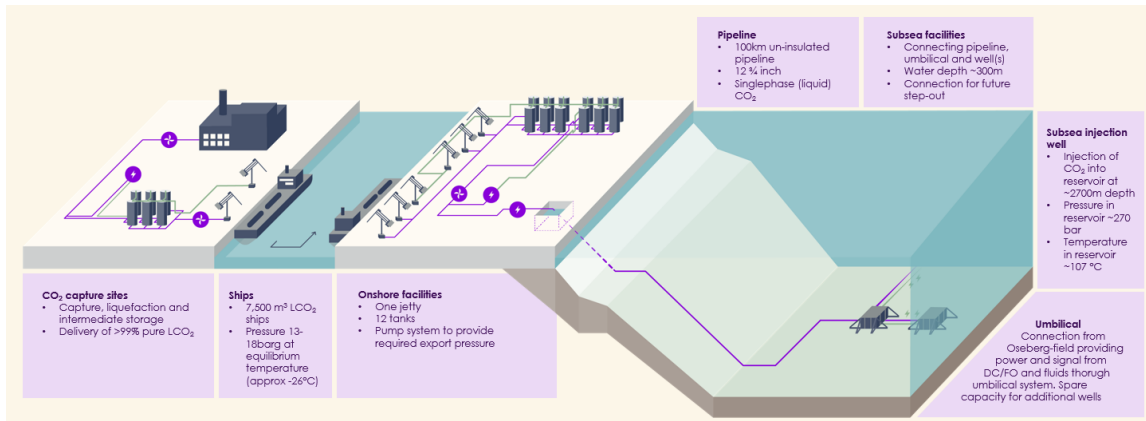 Pipeline
• 100km un-insulated
pipeline
• 12 ¾ inch
• Singlephase (liquid)
CO₂
Subsea facilities
• Connecting pipeline,
umbilical and well(s)
• Water depth ~300m
• Connection for future
step-out
Subsea injection
well
• Injection of
CO₂ into
reservoir at
~2700m depth
• Pressure in
reservoir ~270
bar
• Temperature
in reservoir
~107 °C
CO₂ capture sites
• Capture, liquefaction and
intermediate storage
• Delivery of >99% pure LCO₂
Ships
• 7,500 m³ LCO₂
ships
• Pressure 13-
18barg at
equilibrium
temperature
(approx -26°C)
Onshore facilities
• One jetty
• 12 tanks
• Pump system to provide
required export pressure
Umbilical
Connection from
Oseberg-field providing
power and signal from
DC/FO and fluids thorugh
umbilical system. Spare
capacity for additional wells